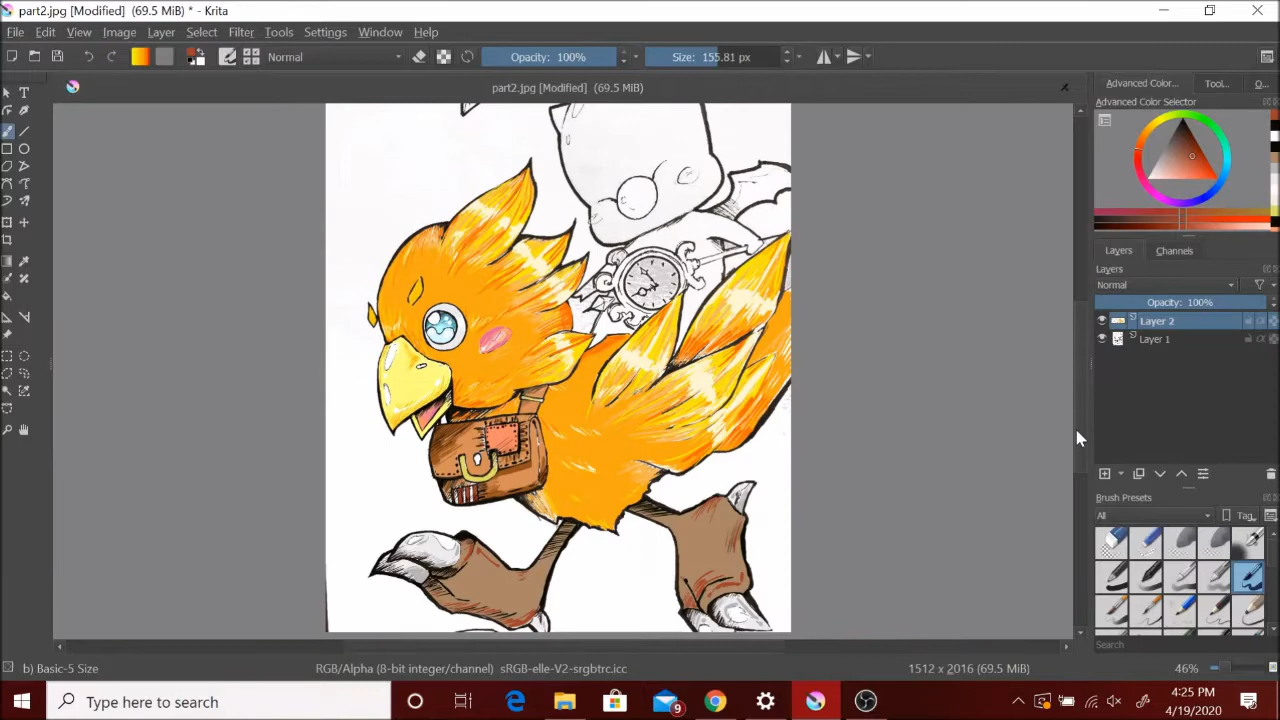 part2.jpg [Modified] (69.5 MiB) * - Krita
File Edit View Image Layer Select Filter Tools Settings Window Help
Normal Opacity: 100% Size: 155.81 px
part2.jpg [Modified] (69.5 MiB)
Advanced Color... Tool... O...
Advanced Color Selector
Layers Channels
Layers
Normal
Opacity: 100%
Layer 2
Layer 1
Brush Presets
All Tag
Search
b) Basic-5 Size RGB/Alpha (8-bit integer/channel) sRGB-elle-V2-srgbtrc.icc 1512 x 2016 (69.5 MiB) 46%
Type here to search
9
4:25 PM
4/19/2020